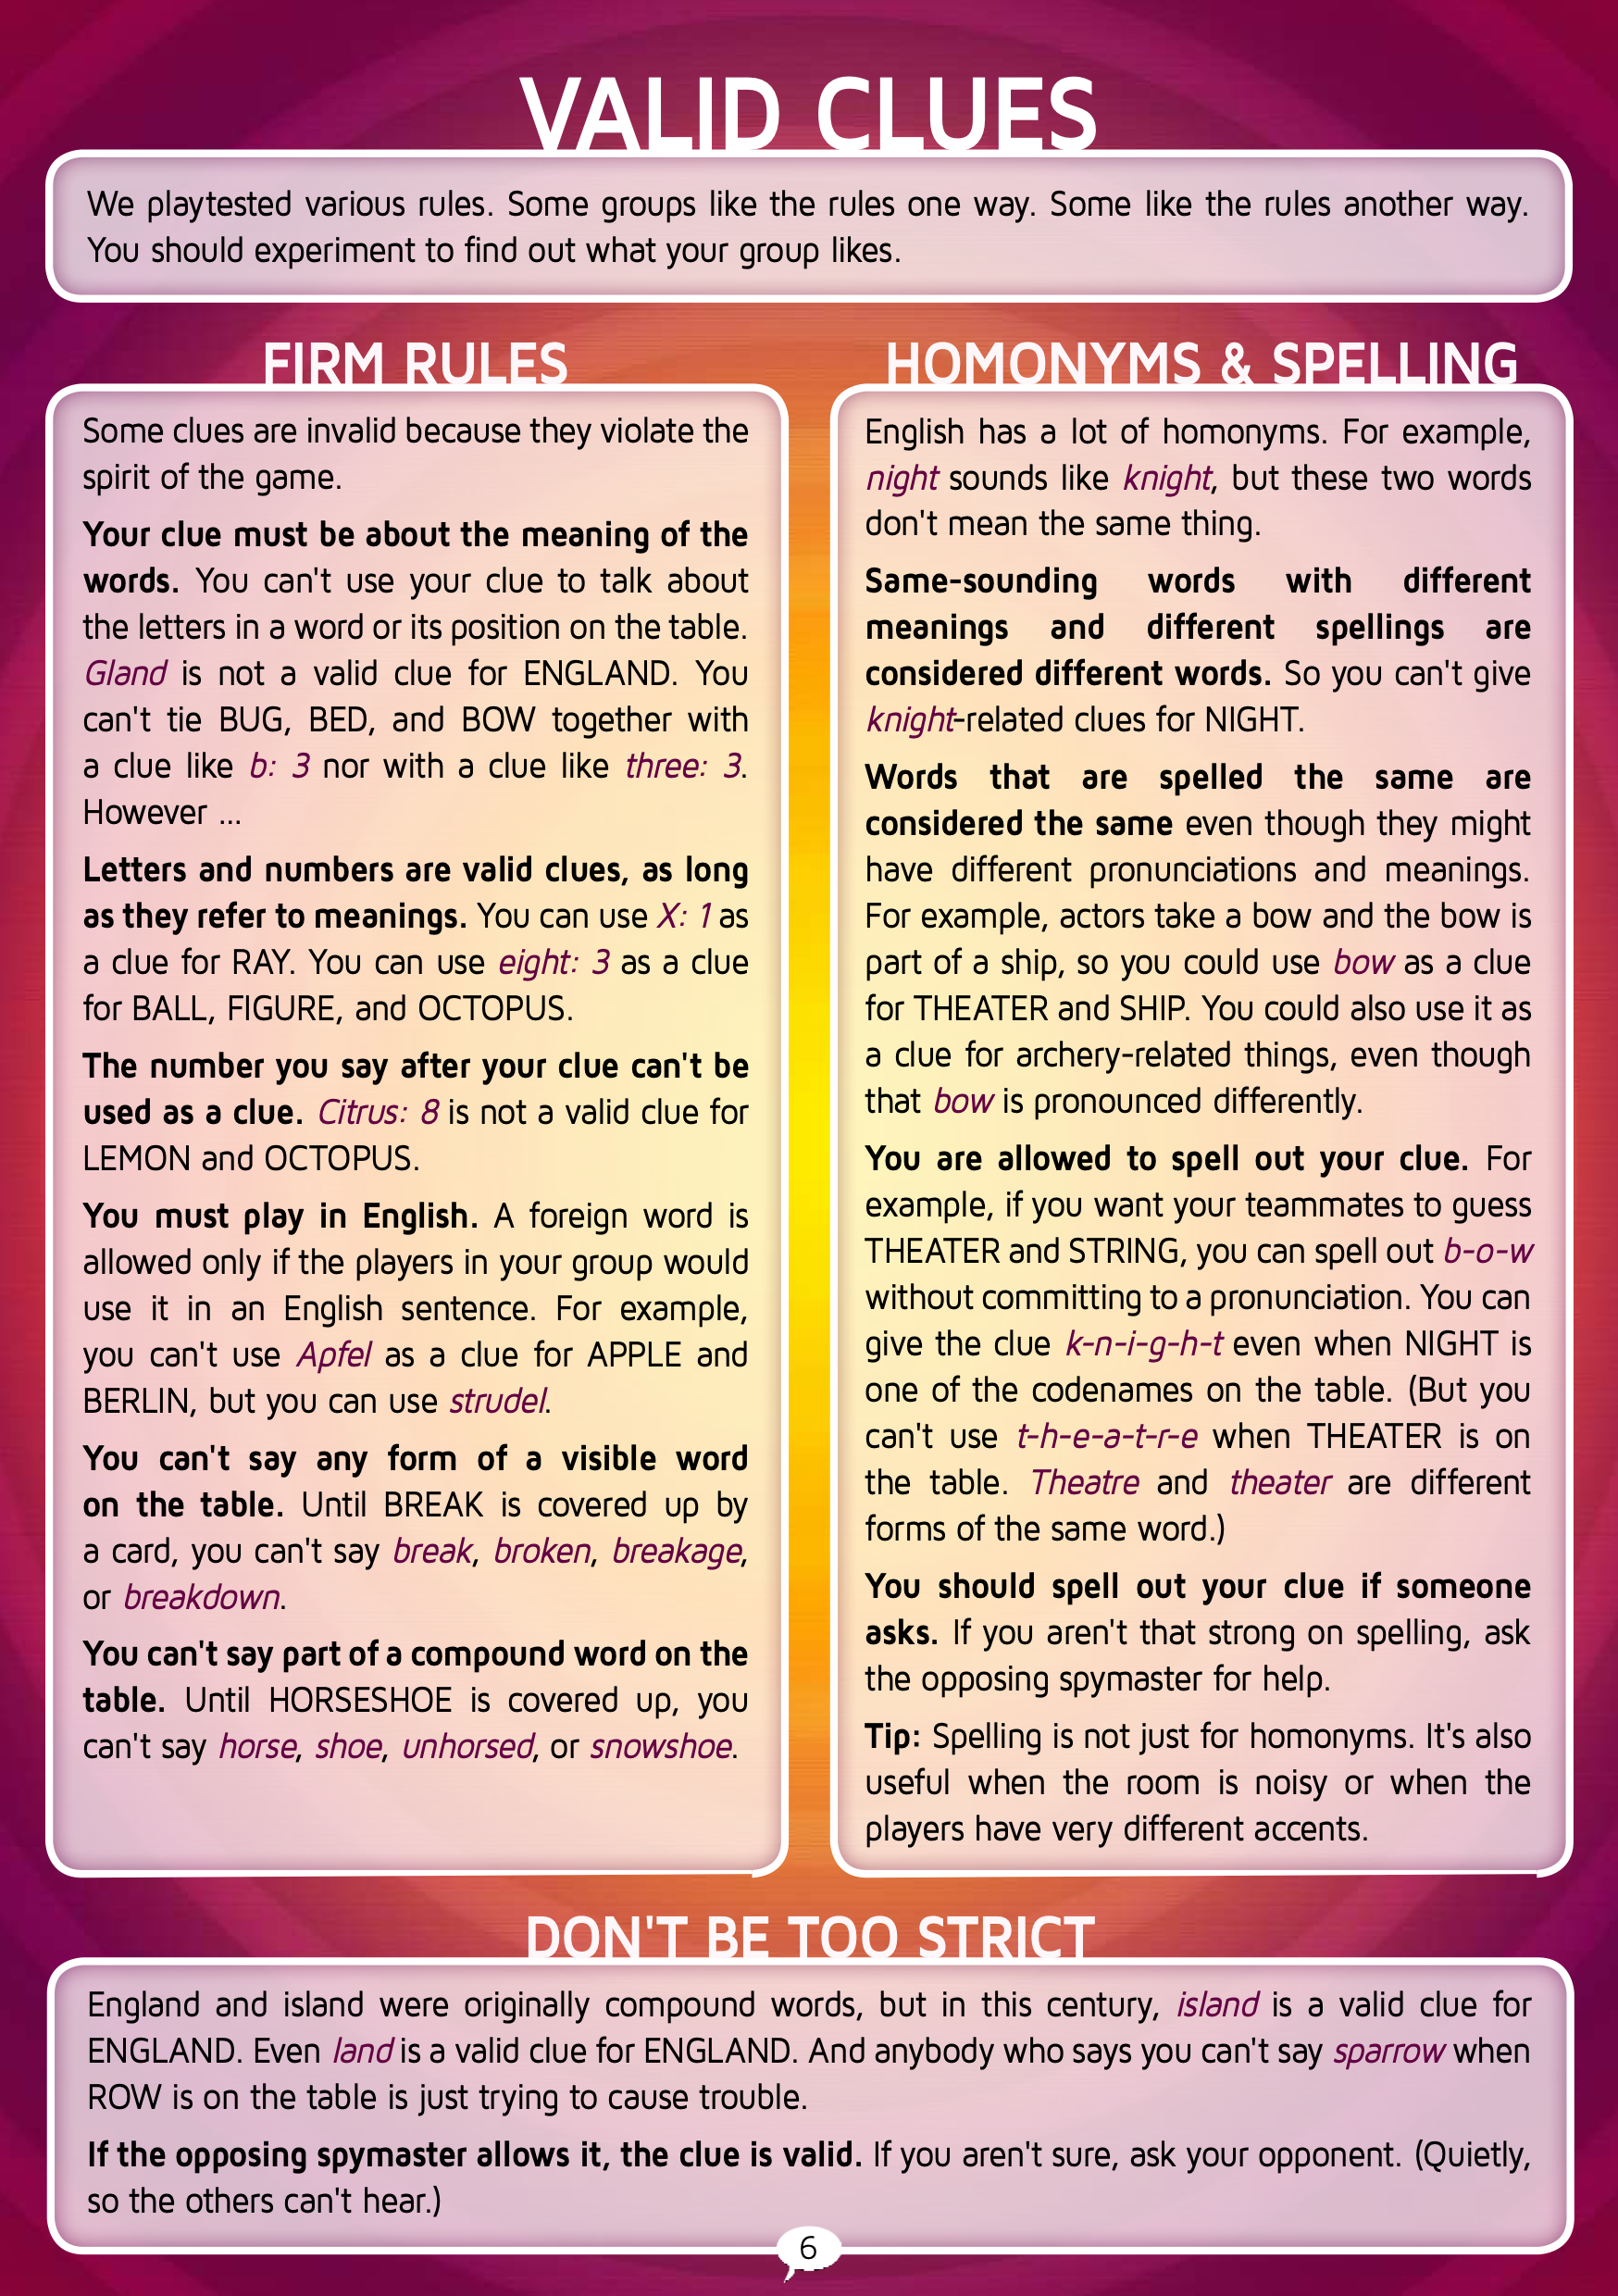 VALID CLUES
We playtested various rules. Some groups like the rules one way. Some like the rules another way.
You should experiment to find out what your group likes.
FIRM RULES
Some clues are invalid because they violate the
spirit of the game.
Your clue must be about the meaning of the
words. You can't use your clue to talk about
the letters in a word or its position on the table.
Gland is not a valid clue for ENGLAND. You
can't tie BUG, BED, and BOW together with
a clue like b: 3 nor with a clue like three: 3.
However ...
Letters and numbers are valid clues, as long
as they refer to meanings. You can use X: 1 as
a clue for RAY. You can use eight: 3 as a clue
for BALL, FIGURE, and OCTOPUS.
The number you say after your clue can't be
used as a clue. Citrus: 8 is not a valid clue for
LEMON and OCTOPUS.
You must play in English. A foreign word is
allowed only if the players in your group would
use it in an English sentence. For example,
you can't use Apfel as a clue for APPLE and
BERLIN, but you can use strudel.
You can't say any form of a visible word
on the table. Until BREAK is covered up by
a card, you can't say break, broken, breakage,
or breakdown.
You can't say part of a compound word on the
table. Until HORSESHOE is covered up, you
can't say horse, shoe, unhorsed, or snowshoe.
HOMONYMS & SPELLING
English has a lot of homonyms. For example,
night sounds like knight, but these two words
don't mean the same thing.
Same-sounding words with different
meanings and different spellings are
considered different words. So you can't give
knight-related clues for NIGHT.
Words that are spelled the same are
considered the same even though they might
have different pronunciations and meanings.
For example, actors take a bow and the bow is
part of a ship, so you could use bow as a clue
for THEATER and SHIP. You could also use it as
a clue for archery-related things, even though
that bow is pronounced differently.
You are allowed to spell out your clue. For
example, if you want your teammates to guess
THEATER and STRING, you can spell out b-o-w
without committing to a pronunciation. You can
give the clue k-n-i-g-h-t even when NIGHT is
one of the codenames on the table. (But you
can't use t-h-e-a-t-r-e when THEATER is on
the table. Theatre and theater are different
forms of the same word.)
You should spell out your clue if someone
asks. If you aren't that strong on spelling, ask
the opposing spymaster for help.
Tip: Spelling is not just for homonyms. It's also
useful when the room is noisy or when the
players have very different accents.
DON'T BE TOO STRICT
England and island were originally compound words, but in this century, island is a valid clue for
ENGLAND. Even land is a valid clue for ENGLAND. And anybody who says you can't say sparrow when
ROW is on the table is just trying to cause trouble.
If the opposing spymaster allows it, the clue is valid. If you aren't sure, ask your opponent. (Quietly,
so the others can't hear.)
6